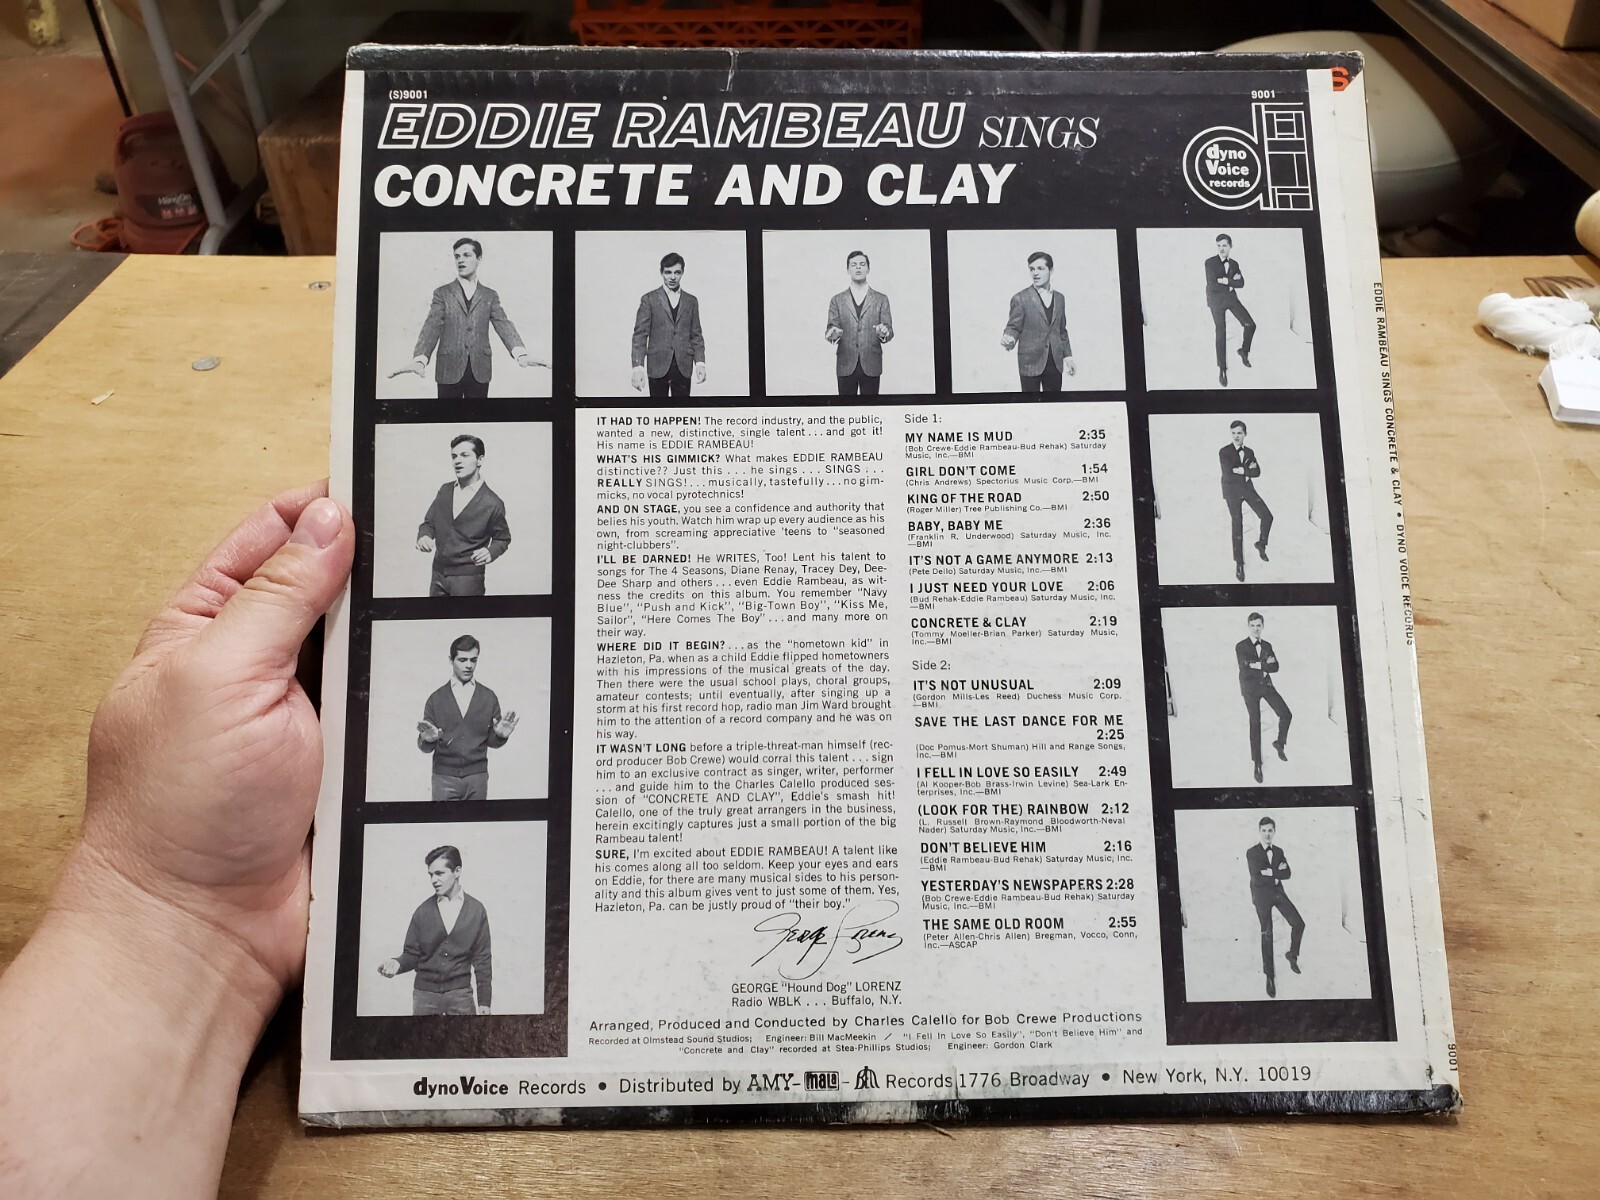 (S)9001
9001
S
EDDIE RAMBEAU SINGS
CONCRETE AND CLAY
dyno
Voice
records
EDDIE RAMBEAU SINGS CONCRETE & CLAY • DYNO VOICE RECORDS
9001
IT HAD TO HAPPEN! The record industry, and the public,
wanted a new, distinctive, single talent . . . and got it!
His name is EDDIE RAMBEAU!
WHAT'S HIS GIMMICK? What makes EDDIE RAMBEAU
distinctive?? Just this . . . he sings . . . SINGS . . .
REALLY SINGS! . . . musically, tastefully . . . no gim-
micks, no vocal pyrotechnics!
AND ON STAGE, you see a confidence and authority that
belies his youth. Watch him wrap up every audience as his
own, from screaming appreciative 'teens to "seasoned
night-clubbers".
I'LL BE DARNED! He WRITES, Too! Lent his talent to
songs for The 4 Seasons, Diane Renay, Tracey Dey, Dee-
Dee Sharp and others . . . even Eddie Rambeau, as wit-
ness the credits on this album. You remember "Navy
Blue", "Push and Kick", "Big-Town Boy", "Kiss Me,
Sailor", "Here Comes The Boy" . . . and many more on
their way.
WHERE DID IT BEGIN? . . . as the "hometown kid" in
Hazleton, Pa. when as a child Eddie flipped hometowners
with his impressions of the musical greats of the day.
Then there were the usual school plays, choral groups,
amateur contests; until eventually, after singing up a
storm at his first record hop, radio man Jim Ward brought
him to the attention of a record company and he was on
his way.
IT WASN'T LONG before a triple-threat-man himself (rec-
ord producer Bob Crewe) would corral this talent . . . sign
him to an exclusive contract as singer, writer, performer
. . . and guide him to the Charles Calello produced ses-
sion of "CONCRETE AND CLAY", Eddie's smash hit!
Calello, one of the truly great arrangers in the business,
herein excitingly captures just a small portion of the big
Rambeau talent!
SURE, I'm excited about EDDIE RAMBEAU! A talent like
his comes along all too seldom. Keep your eyes and ears
on Eddie, for there are many musical sides to his person-
ality and this album gives vent to just some of them. Yes,
Hazleton, Pa. can be justly proud of "their boy."
George Lorenz
GEORGE "Hound Dog" LORENZ
Radio WBLK . . . Buffalo, N.Y.
Side 1:
MY NAME IS MUD 2:35
(Bob Crewe-Eddie Rambeau-Bud Rehak) Saturday
Music, Inc.—BMI
GIRL DON'T COME 1:54
(Chris Andrews) Spectorius Music Corp.—BMI
KING OF THE ROAD 2:50
(Roger Miller) Tree Publishing Co.—BMI
BABY, BABY ME 2:36
(Franklin R. Underwood) Saturday Music, Inc.
—BMI
IT'S NOT A GAME ANYMORE 2:13
(Pete Dello) Saturday Music, Inc.—BMI
I JUST NEED YOUR LOVE 2:06
(Bud Rehak-Eddie Rambeau) Saturday Music, Inc.
—BMI
CONCRETE & CLAY 2:19
(Tommy Moeller-Brian Parker) Saturday Music,
Inc.—BMI
Side 2:
IT'S NOT UNUSUAL 2:09
(Gordon Mills-Les Reed) Duchess Music Corp.
—BMI
SAVE THE LAST DANCE FOR ME
2:25
(Doc Pomus-Mort Shuman) Hill and Range Songs,
Inc.—BMI
I FELL IN LOVE SO EASILY 2:49
(Al Kooper-Bob Brass-Irwin Levine) Sea-Lark En-
terprises, Inc.—BMI
(LOOK FOR THE) RAINBOW 2:12
(L. Russell Brown-Raymond Bloodworth-Neval
Nader) Saturday Music, Inc.—BMI
DON'T BELIEVE HIM 2:16
(Eddie Rambeau-Bud Rehak) Saturday Music, Inc.
—BMI
YESTERDAY'S NEWSPAPERS 2:28
(Bob Crewe-Eddie Rambeau-Bud Rehak) Saturday
Music, Inc.—BMI
THE SAME OLD ROOM 2:55
(Peter Allen-Chris Allen) Bregman, Vocco, Conn,
Inc.—ASCAP
Arranged, Produced and Conducted by Charles Calello for Bob Crewe Productions
Recorded at Olmstead Sound Studios; Engineer: Bill MacMeekin / "I Fell In Love So Easily", "Don't Believe Him" and
"Concrete and Clay" recorded at Stea-Phillips Studios; Engineer: Gordon Clark
dynoVoice Records • Distributed by AMY-mala-Bell Records 1776 Broadway • New York, N.Y. 10019